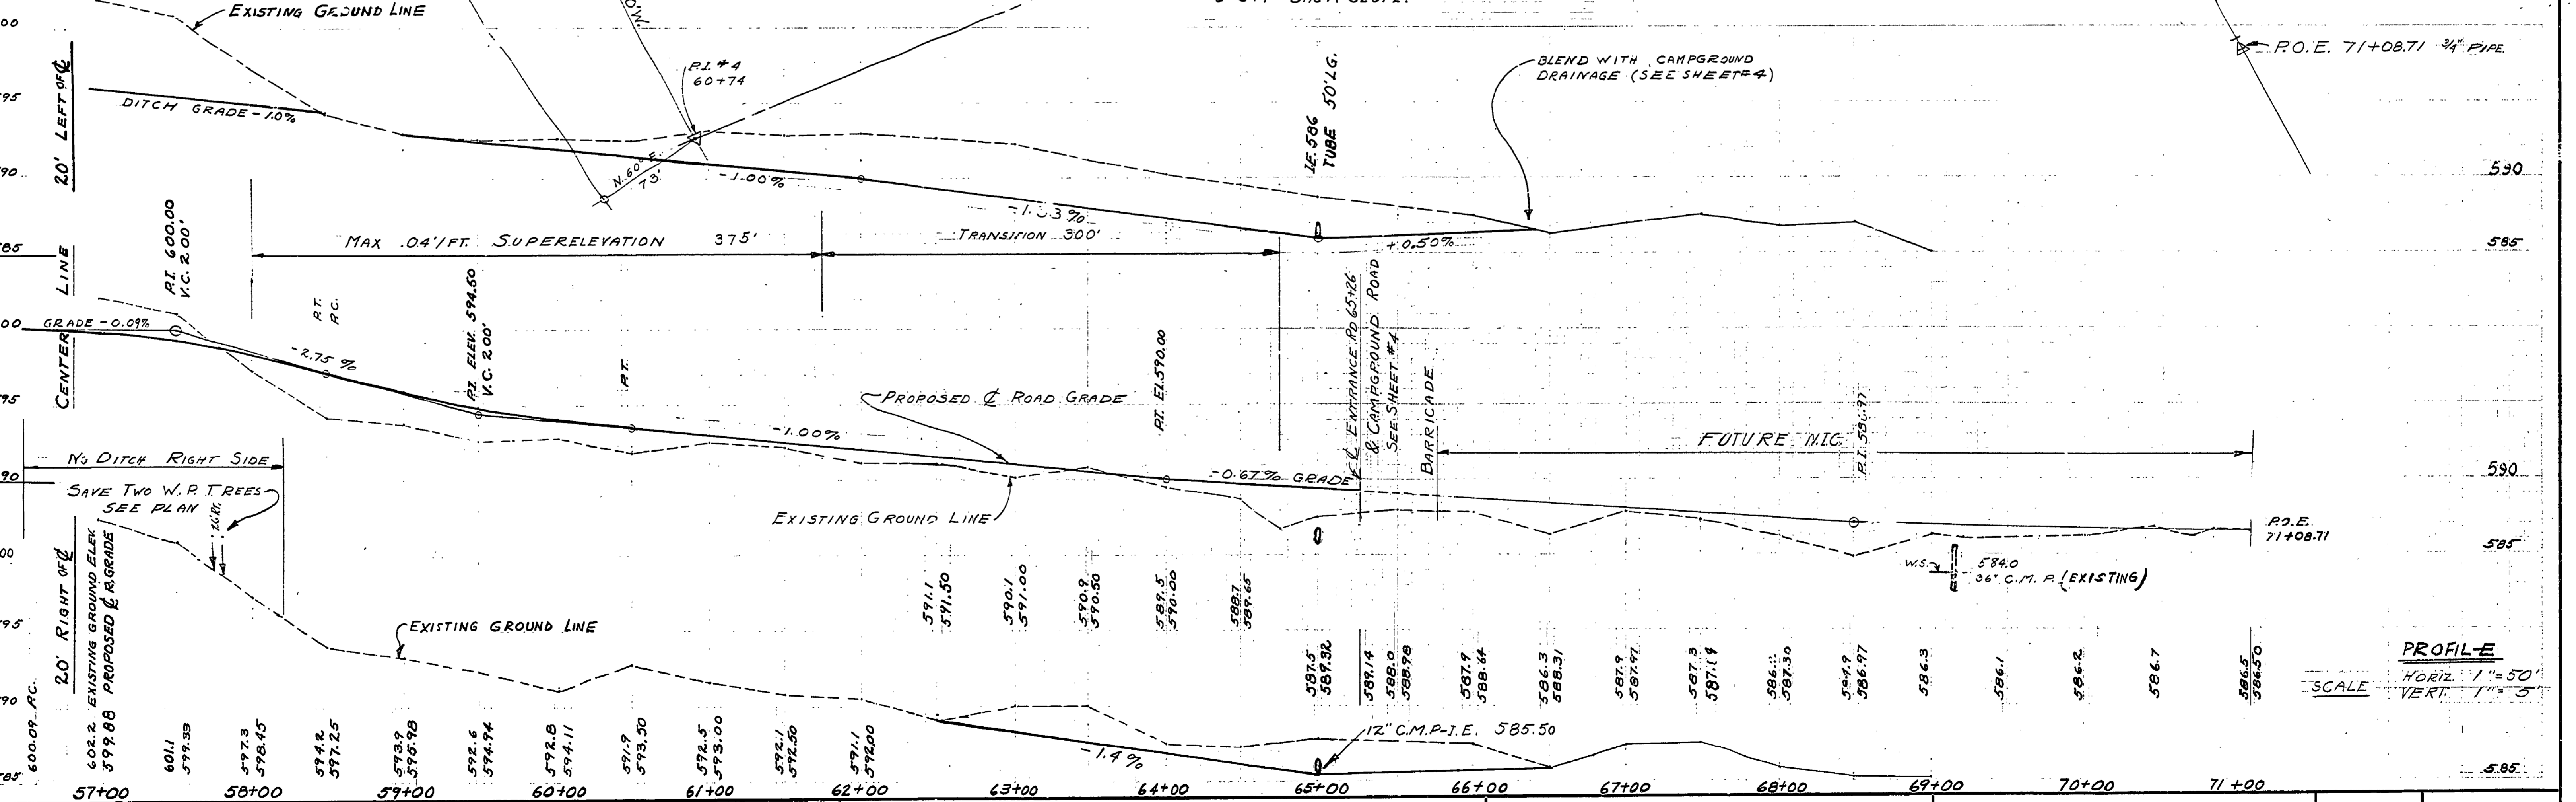 EXISTING GROUND LINE
P.O.E. 71+08.71 3/4" PIPE.
P.I. #4
60+74
BLEND WITH CAMPGROUND
DRAINAGE (SEE SHEET #4)
20' LEFT OF ℄
DITCH GRADE -1.0%
N. 60° E.
73'
-1.00%
I.E. 586
TUBE 50' LG.
590
+0.50%
585
MAX .04'/FT. SUPERELEVATION 375'
TRANSITION 300'
CENTER LINE
P.I. 600.00
V.C. 200'
GRADE -0.09%
-2.75 %
P.T.
P.C.
P.I. ELEV. 594.50
V.C. 200'
P.T.
PROPOSED ℄ ROAD GRADE
-1.00%
P.I. EL. 590.00
-0.67% GRADE
℄ ENTRANCE RD 65+26
& CAMPGROUND ROAD
SEE SHEET #4
BARRICADE
FUTURE N.I.C.
P.I. 586.97
590
NO DITCH RIGHT SIDE
SAVE TWO W.P. TREES
SEE PLAN
EXISTING GROUND LINE
P.O.E.
71+08.71
585
W.S.
584.0
36" C.M.P. (EXISTING)
20' RIGHT OF ℄
EXISTING GROUND LINE
-1.4 %
12" C.M.P-I.E. 585.50
600.09 P.C.
602.2 EXISTING GROUND ELEV.
599.88 PROPOSED ℄ R. GRADE
601.1
599.33
597.3
598.45
594.2
597.25
593.9
595.98
592.6
594.94
592.8
594.11
591.9
593.50
592.5
593.00
592.1
592.50
591.1
592.00
591.1
591.50
590.1
591.00
590.9
590.50
589.5
590.00
588.7
589.65
587.5
589.32
589.14
588.0
588.98
587.9
588.64
586.3
588.31
587.9
587.97
587.3
587.30
586.97
586.3
586.1
586.2
586.7
586.5
586.50
PROFILE
SCALE HORIZ. 1"=50'
VERT. 1"=5'
585
57+00 58+00 59+00 60+00 61+00 62+00 63+00 64+00 65+00 66+00 67+00 68+00 69+00 70+00 71+00